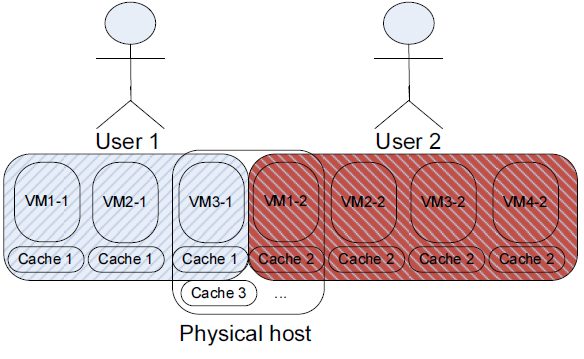 User 1 User 2
VM1-1 VM2-1 VM3-1 VM1-2 VM2-2 VM3-2 VM4-2
Cache 1 Cache 1 Cache 1 Cache 2 Cache 2 Cache 2 Cache 2
Cache 3 ...
Physical host